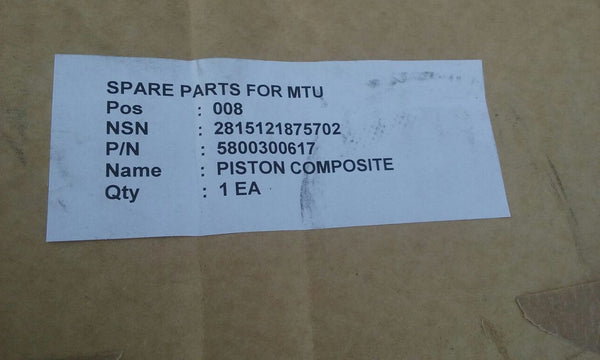 SPARE PARTS FOR MTU
Pos : 008
NSN : 2815121875702
P/N : 5800300617
Name : PISTON COMPOSITE
Qty : 1 EA